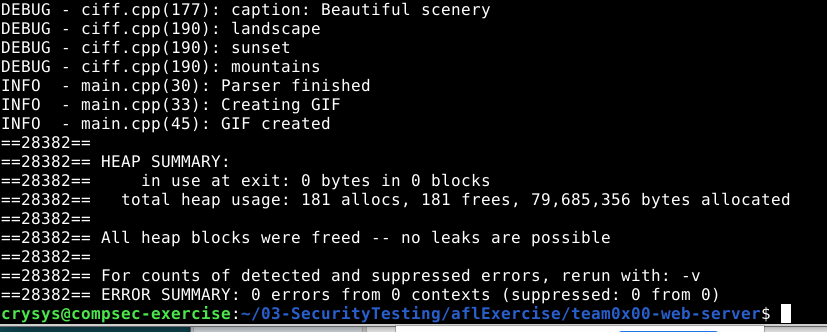 DEBUG - ciff.cpp(177): caption: Beautiful scenery
DEBUG - ciff.cpp(190): landscape
DEBUG - ciff.cpp(190): sunset
DEBUG - ciff.cpp(190): mountains
INFO  - main.cpp(30): Parser finished
INFO  - main.cpp(33): Creating GIF
INFO  - main.cpp(45): GIF created
==28382==
==28382== HEAP SUMMARY:
==28382==     in use at exit: 0 bytes in 0 blocks
==28382==   total heap usage: 181 allocs, 181 frees, 79,685,356 bytes allocated
==28382==
==28382== All heap blocks were freed -- no leaks are possible
==28382==
==28382== For counts of detected and suppressed errors, rerun with: -v
==28382== ERROR SUMMARY: 0 errors from 0 contexts (suppressed: 0 from 0)
crysys@compsec-exercise:~/03-SecurityTesting/aflExercise/team0x00-web-server$